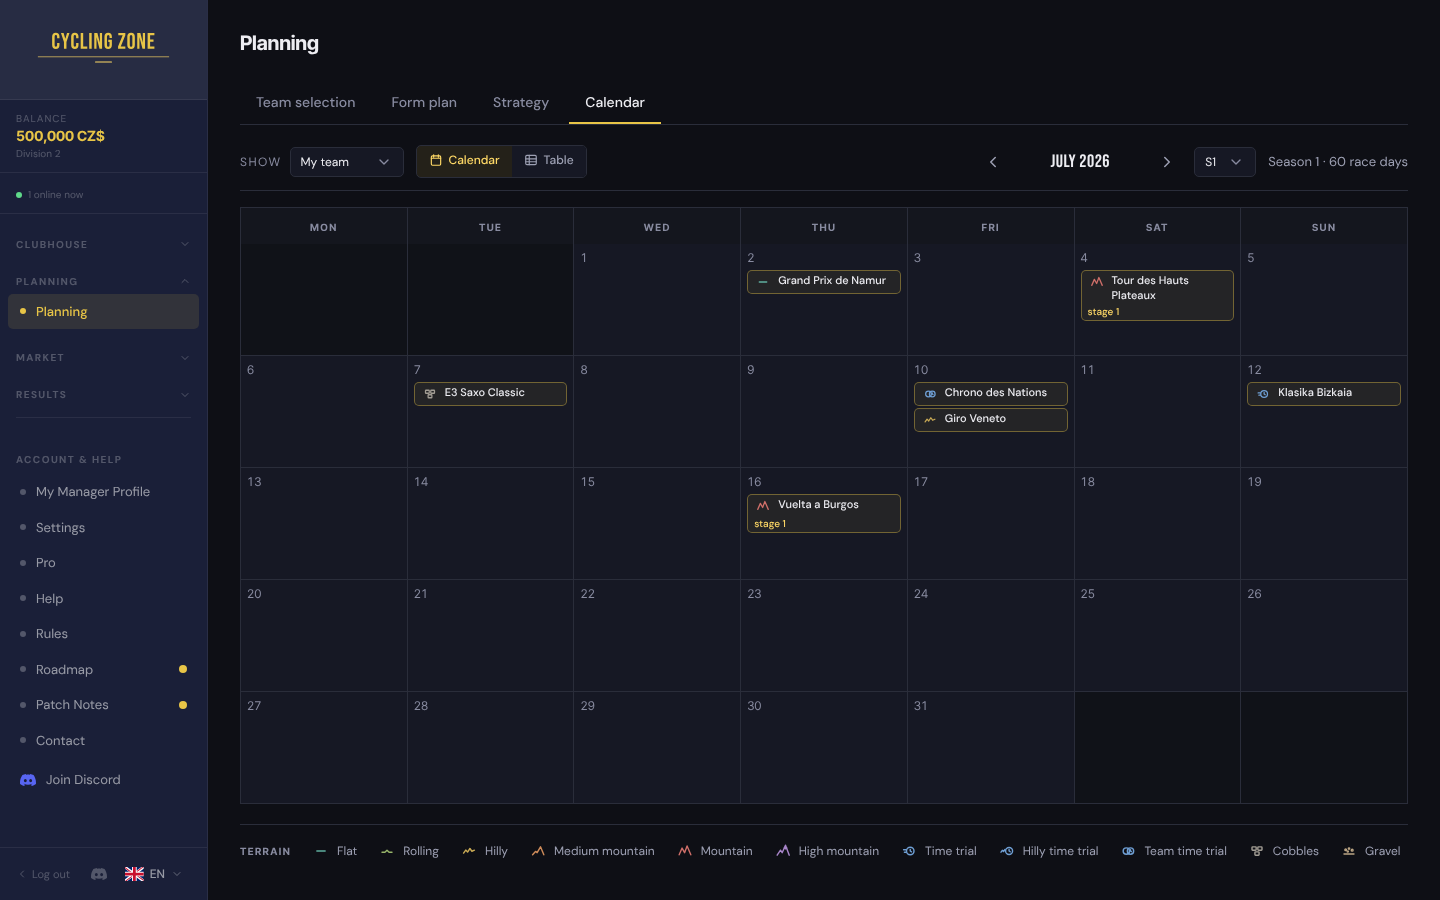 CYCLING ZONE
BALANCE
500,000 CZ$
Division 2
1 online now
CLUBHOUSE
PLANNING
Planning
MARKET
RESULTS
ACCOUNT & HELP
My Manager Profile
Settings
Pro
Help
Rules
Roadmap
Patch Notes
Contact
Join Discord
Log out
EN
Planning
Team selection Form plan Strategy Calendar
SHOW My team Calendar Table JULY 2026 S1 Season 1 · 60 race days
MON TUE WED THU FRI SAT SUN
1 2 3 4 5
Grand Prix de Namur
Tour des Hauts
Plateaux
stage 1
6 7 8 9 10 11 12
E3 Saxo Classic
Chrono des Nations
Giro Veneto
Klasika Bizkaia
13 14 15 16 17 18 19
Vuelta a Burgos
stage 1
20 21 22 23 24 25 26
27 28 29 30 31
TERRAIN Flat Rolling Hilly Medium mountain Mountain High mountain Time trial Hilly time trial Team time trial Cobbles Gravel